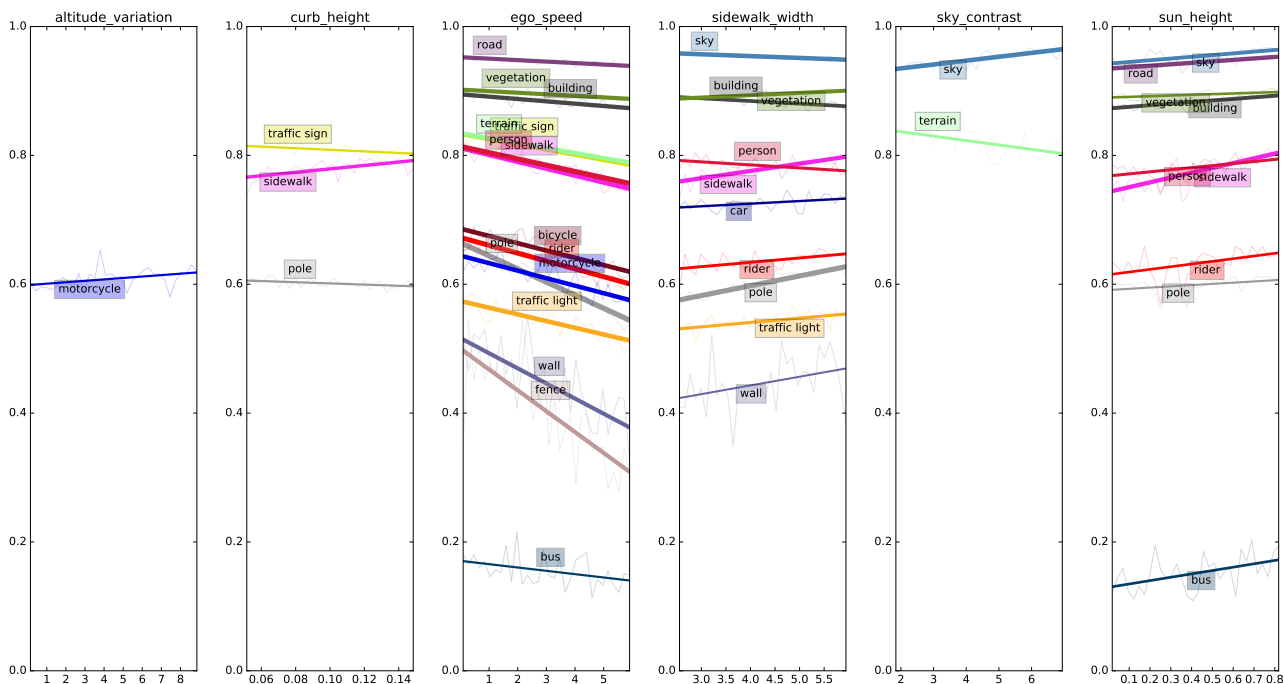 altitude_variation
1.0
0.8
0.6
0.4
0.2
0.0
motorcycle
1 2 3 4 5 6 7 8
curb_height
1.0
0.8
0.6
0.4
0.2
0.0
traffic sign
sidewalk
pole
0.06 0.08 0.10 0.12 0.14
ego_speed
1.0
0.8
0.6
0.4
0.2
0.0
road
vegetation
building
terrain
traffic sign
person
sidewalk
bicycle
pole
rider
motorcycle
traffic light
wall
fence
bus
1 2 3 4 5
sidewalk_width
1.0
0.8
0.6
0.4
0.2
0.0
sky
building
vegetation
person
sidewalk
car
rider
pole
traffic light
wall
3.0 3.5 4.0 4.5 5.0 5.5
sky_contrast
1.0
0.8
0.6
0.4
0.2
0.0
sky
terrain
2 3 4 5 6
sun_height
1.0
0.8
0.6
0.4
0.2
0.0
sky
road
vegetation
building
person
sidewalk
rider
pole
bus
0.1 0.2 0.3 0.4 0.5 0.6 0.7 0.8